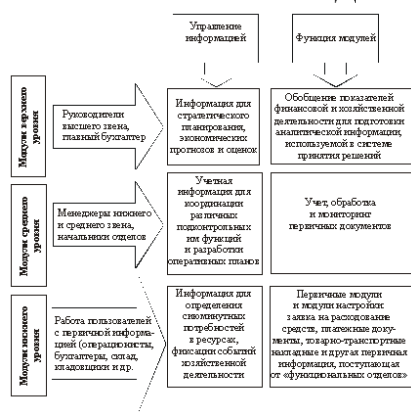 Управление
информацией
Функция модулей
Модули верхнего
уровня
Руководители
высшего звена,
главный бухгалтер
Информация для
стратегического
планирования,
экономических
прогнозов и оценок
Обобщение показателей
финансовой и хозяйственной
деятельности для подготовки
аналитической информации,
используемой в системе
принятия решений
Модули среднего
уровня
Менеджеры нижнего
и среднего звена,
начальники отделов
Учетная
информация для
координации
различных
подконтрольных
им функций
и разработки
оперативных планов
Учет, обработка
и мониторинг
первичных документов
Модули нижнего
уровня
Работа пользователей
с первичной информа-
цией (операционисты,
бухгалтеры, склад,
кладовщики и др.
Информация для
определения
сиюминутных
потребностей
в ресурсах,
фиксации событий
хозяйственной
деятельности
Первичные модули
и модули настройки:
заявка на расходование
средств, платежные доку-
менты, товарно-транспортные
накладные и другая первичная
информация, поступающая
от «функциональных отделов»